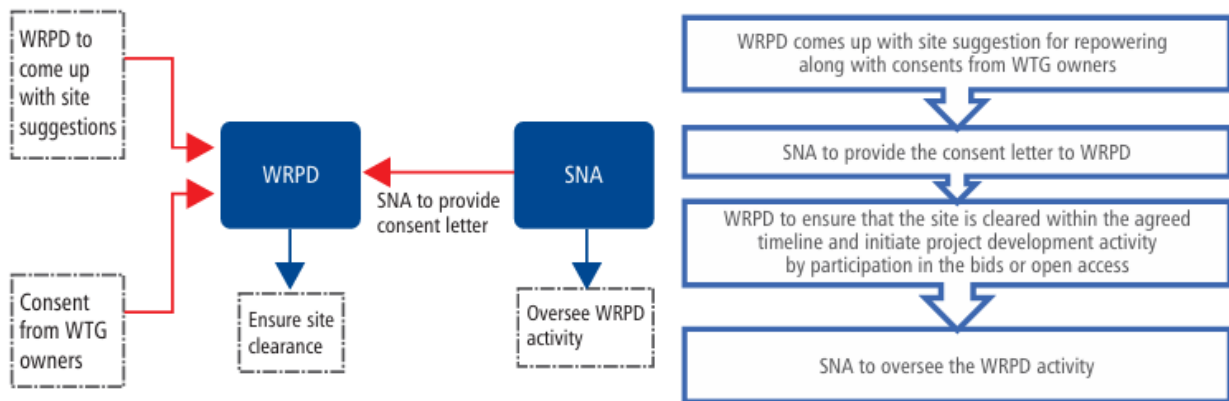 WRPD to
come up
with site
suggestions
Consent
from WTG
owners
WRPD
SNA to provide
consent letter
SNA
Ensure site
clearance
Oversee WRPD
activity
WRPD comes up with site suggestion for repowering
along with consents from WTG owners
SNA to provide the consent letter to WRPD
WRPD to ensure that the site is cleared within the agreed
timeline and initiate project development activity
by participation in the bids or open access
SNA to oversee the WRPD activity